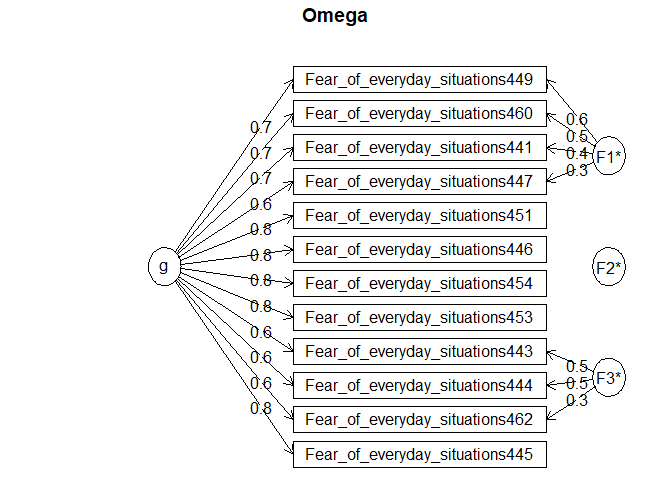 Omega
Fear_of_everyday_situations449
Fear_of_everyday_situations460
Fear_of_everyday_situations441
Fear_of_everyday_situations447
Fear_of_everyday_situations451
Fear_of_everyday_situations446
Fear_of_everyday_situations454
Fear_of_everyday_situations453
Fear_of_everyday_situations443
Fear_of_everyday_situations444
Fear_of_everyday_situations462
Fear_of_everyday_situations445
g
0.7
0.7
0.7
0.6
0.8
0.8
0.8
0.8
0.6
0.6
0.6
0.8
F1*
0.6
0.5
0.4
0.3
F2*
F3*
0.5
0.5
0.3